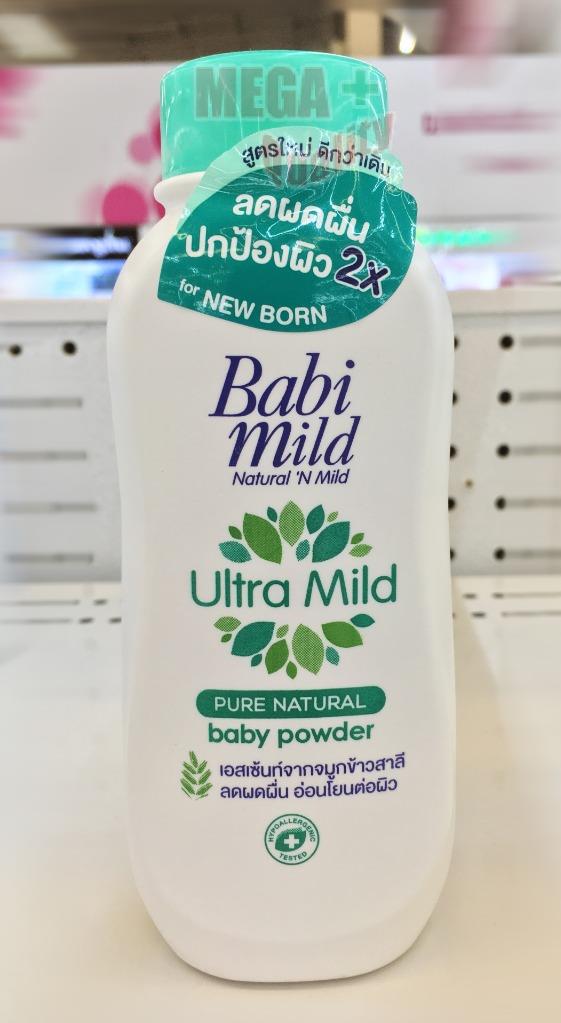 MEGA +
Quality
สูตรใหม่ ดีกว่าเดิม
ลดผดผื่น
ปกป้องผิว 2x
for NEW BORN
Babi
mild
Natural 'N Mild
Ultra Mild
PURE NATURAL
baby powder
เอสเซ้นท์จากจมูกข้าวสาลี
ลดผดผื่น อ่อนโยนต่อผิว
HYPOALLERGENIC
TESTED